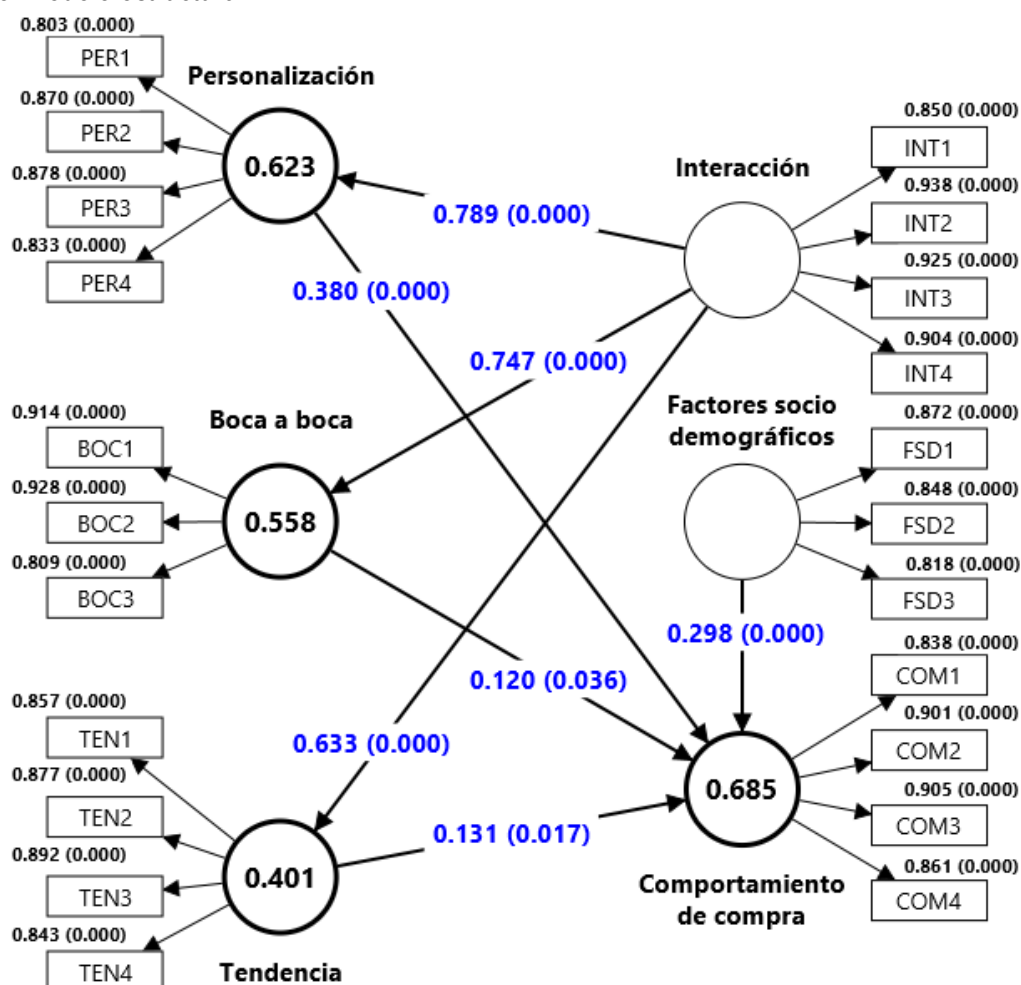 0.803 (0.000)
PER1
0.870 (0.000)
PER2
0.878 (0.000)
PER3
0.833 (0.000)
PER4
Personalización
0.623
0.789 (0.000)
0.380 (0.000)
Interacción
0.850 (0.000)
INT1
0.938 (0.000)
INT2
0.925 (0.000)
INT3
0.904 (0.000)
INT4
0.747 (0.000)
0.914 (0.000)
BOC1
0.928 (0.000)
BOC2
0.809 (0.000)
BOC3
Boca a boca
0.558
Factores socio
demográficos
0.872 (0.000)
FSD1
0.848 (0.000)
FSD2
0.818 (0.000)
FSD3
0.298 (0.000)
0.120 (0.036)
0.633 (0.000)
0.857 (0.000)
TEN1
0.877 (0.000)
TEN2
0.892 (0.000)
TEN3
0.843 (0.000)
TEN4
0.401
Tendencia
0.131 (0.017)
0.685
Comportamiento
de compra
0.838 (0.000)
COM1
0.901 (0.000)
COM2
0.905 (0.000)
COM3
0.861 (0.000)
COM4